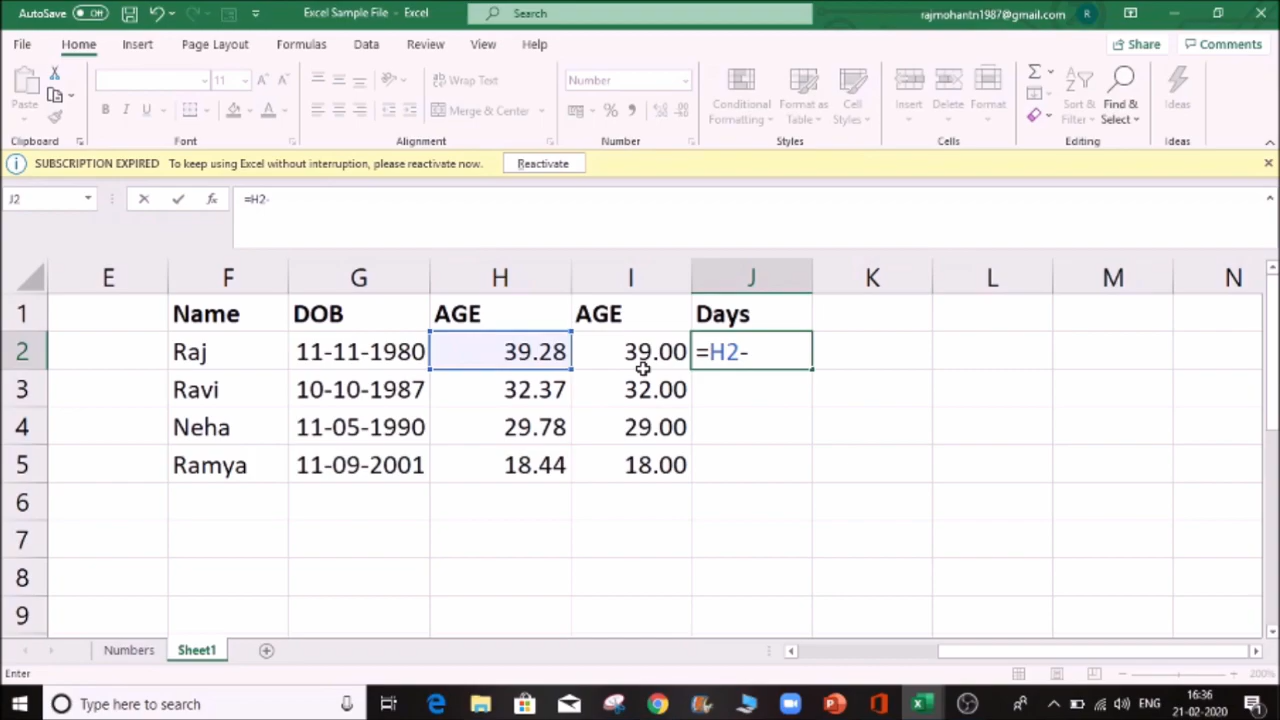 AutoSave Off Excel Sample File - Excel Search rajmohantn1987@gmail.com R
File Home Insert Page Layout Formulas Data Review View Help Share Comments
11 A A Wrap Text Number Σ
Paste B I U Merge & Center % , Conditional Formatting Format as Table Cell Styles Insert Delete Format Sort & Filter Find & Select Ideas
Clipboard Font Alignment Number Styles Cells Editing Ideas
SUBSCRIPTION EXPIRED To keep using Excel without interruption, please reactivate now. Reactivate
J2 fx =H2-
E F G H I J K L M N
1 Name DOB AGE AGE Days
2 Raj 11-11-1980 39.28 39.00 =H2-
3 Ravi 10-10-1987 32.37 32.00
4 Neha 11-05-1990 29.78 29.00
5 Ramya 11-09-2001 18.44 18.00
6
7
8
9
Numbers Sheet1
Enter 200%
Type here to search ENG 16:36
21-02-2020